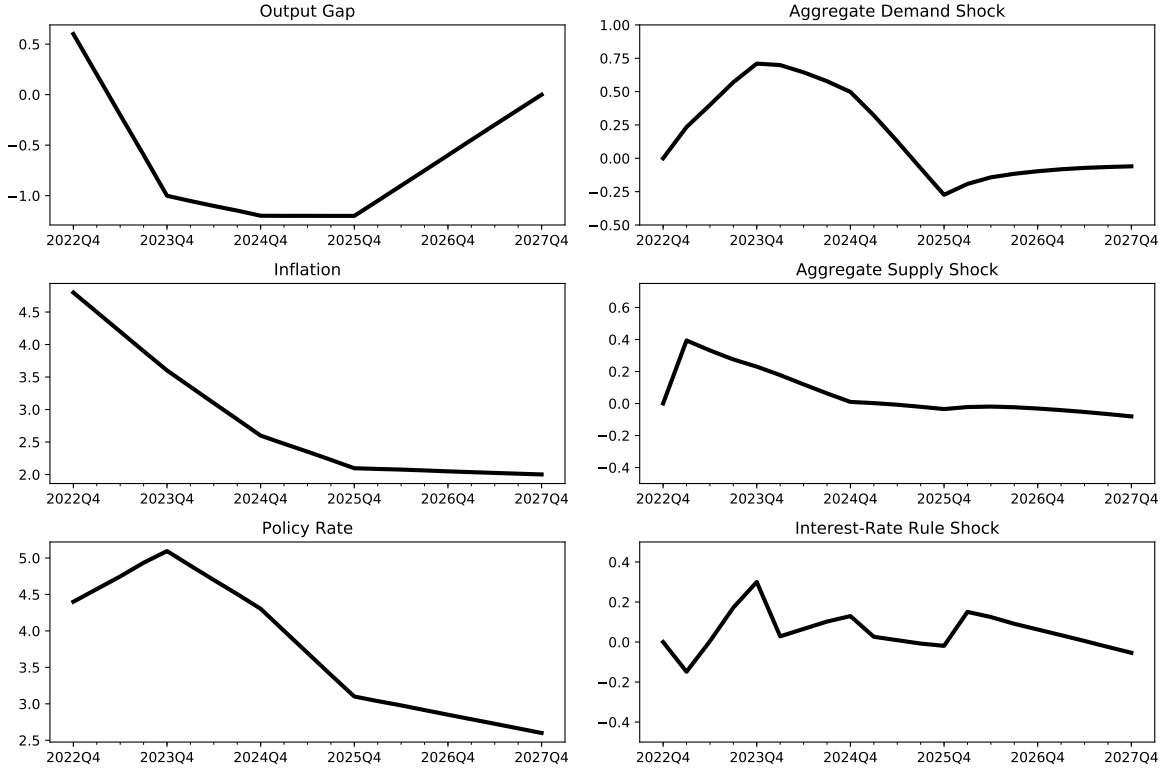 Output Gap
0.5
0.0
−0.5
−1.0
2022Q4 2023Q4 2024Q4 2025Q4 2026Q4 2027Q4
Aggregate Demand Shock
1.00
0.75
0.50
0.25
0.00
−0.25
−0.50
2022Q4 2023Q4 2024Q4 2025Q4 2026Q4 2027Q4
Inflation
4.5
4.0
3.5
3.0
2.5
2.0
2022Q4 2023Q4 2024Q4 2025Q4 2026Q4 2027Q4
Aggregate Supply Shock
0.6
0.4
0.2
0.0
−0.2
−0.4
2022Q4 2023Q4 2024Q4 2025Q4 2026Q4 2027Q4
Policy Rate
5.0
4.5
4.0
3.5
3.0
2.5
2022Q4 2023Q4 2024Q4 2025Q4 2026Q4 2027Q4
Interest-Rate Rule Shock
0.4
0.2
0.0
−0.2
−0.4
2022Q4 2023Q4 2024Q4 2025Q4 2026Q4 2027Q4